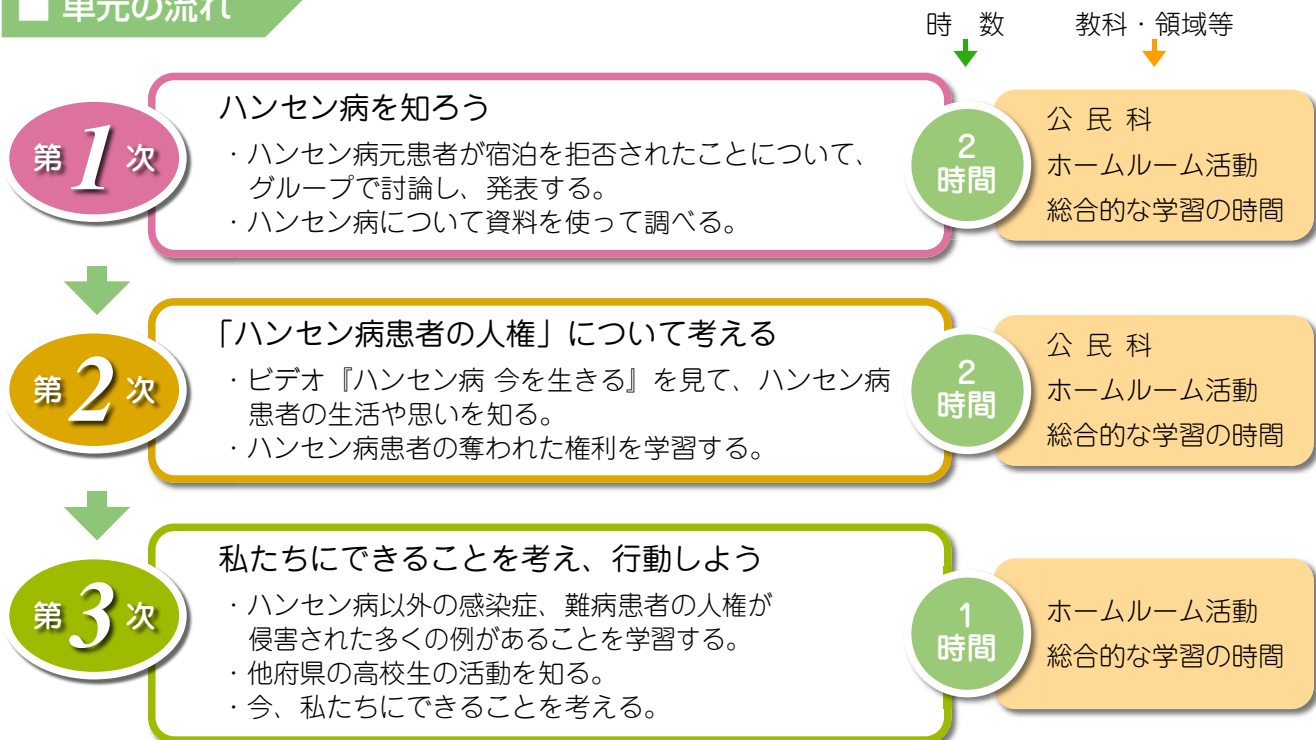 ■ 単元の流れ
時 数 教科・領域等
第1次
ハンセン病を知ろう
・ハンセン病元患者が宿泊を拒否されたことについて、
グループで討論し、発表する。
・ハンセン病について資料を使って調べる。
2
時間
公 民 科
ホームルーム活動
総合的な学習の時間
第2次
「ハンセン病患者の人権」について考える
・ビデオ『ハンセン病 今を生きる』を見て、ハンセン病
患者の生活や思いを知る。
・ハンセン病患者の奪われた権利を学習する。
2
時間
公 民 科
ホームルーム活動
総合的な学習の時間
第3次
私たちにできることを考え、行動しよう
・ハンセン病以外の感染症、難病患者の人権が
侵害された多くの例があることを学習する。
・他府県の高校生の活動を知る。
・今、私たちにできることを考える。
1
時間
ホームルーム活動
総合的な学習の時間